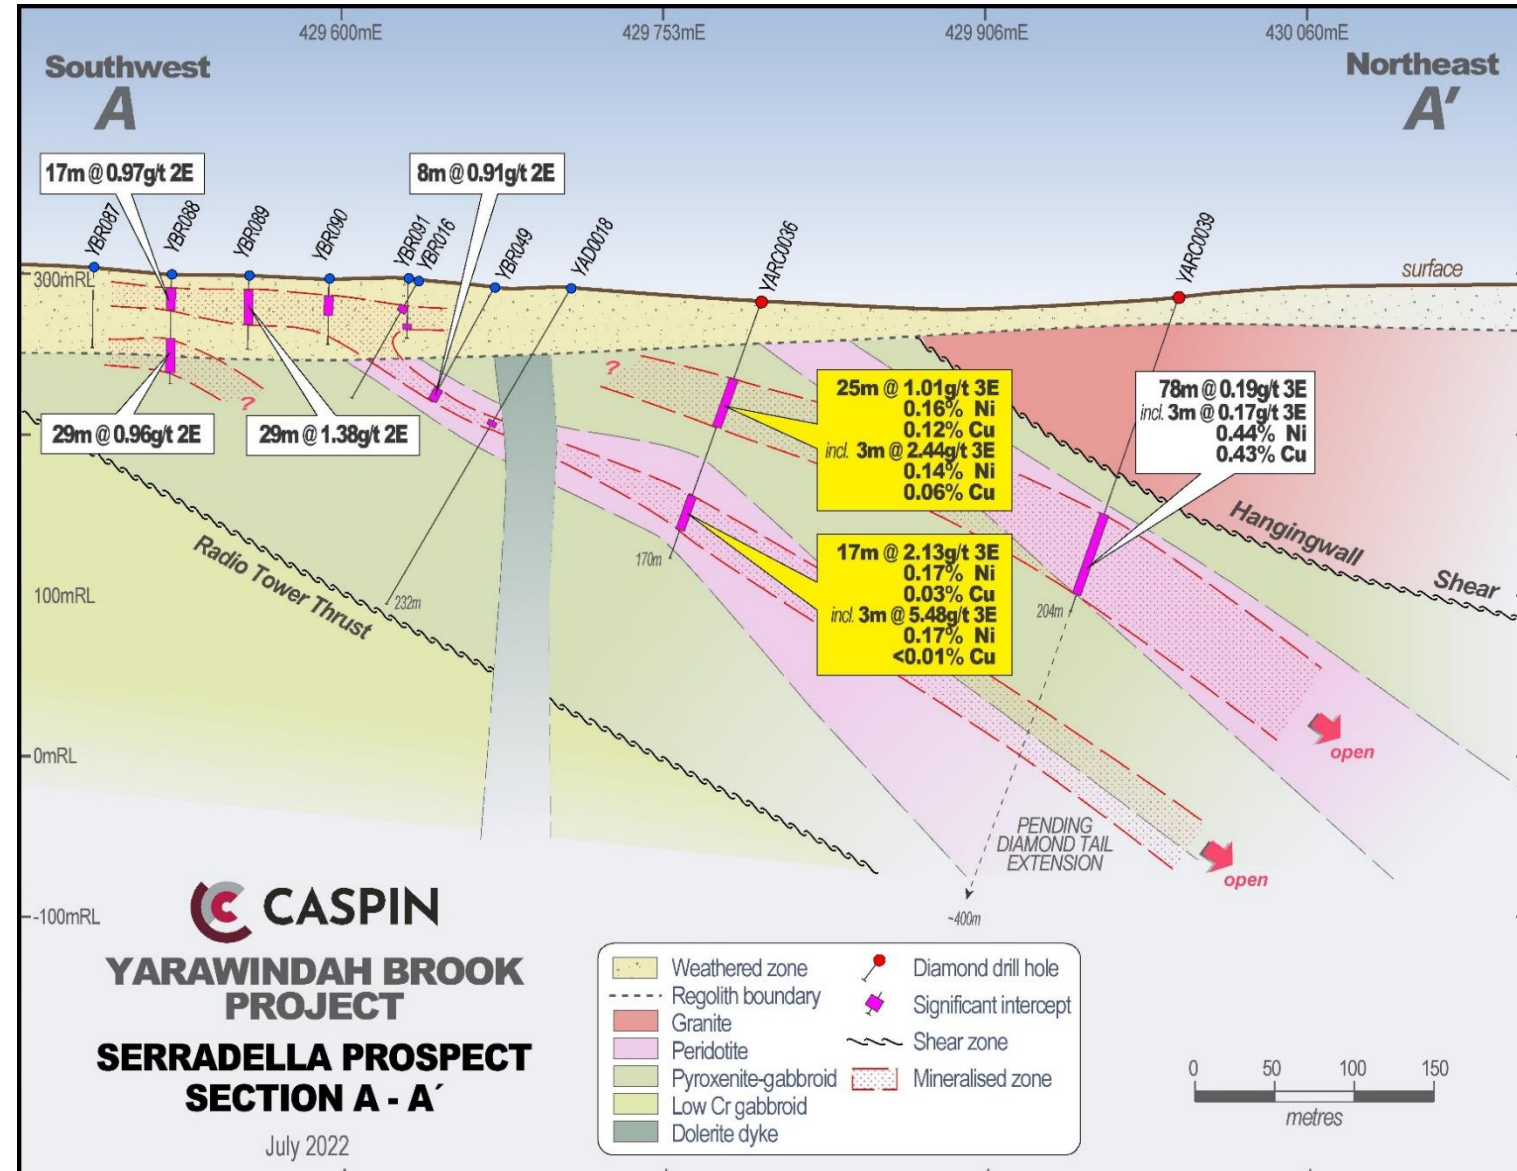 429 600mE
429 753mE
429 906mE
430 060mE
Southwest
A
Northeast
A′
17m @ 0.97g/t 2E
8m @ 0.91g/t 2E
YBR087
YBR088
YBR089
YBR090
YBR091
YBR016
YBR049
YAD0018
YARC0036
YARC0039
300mRL
surface
?
25m @ 1.01g/t 3E
0.16% Ni
0.12% Cu
incl. 3m @ 2.44g/t 3E
0.14% Ni
0.06% Cu
78m @ 0.19g/t 3E
incl. 3m @ 0.17g/t 3E
0.44% Ni
0.43% Cu
?
29m @ 0.96g/t 2E
29m @ 1.38g/t 2E
Hangingwall
Shear
Radio Tower Thrust
170m
17m @ 2.13g/t 3E
0.17% Ni
0.03% Cu
incl. 3m @ 5.48g/t 3E
0.17% Ni
<0.01% Cu
100mRL
232m
204m
open
0mRL
PENDING
DIAMOND TAIL
EXTENSION
open
-100mRL
~400m
CASPIN
YARAWINDAH BROOK
PROJECT
SERRADELLA PROSPECT
SECTION A - A´
July 2022
Weathered zone
Regolith boundary
Granite
Peridotite
Pyroxenite-gabbroid
Low Cr gabbroid
Dolerite dyke
Diamond drill hole
Significant intercept
Shear zone
Mineralised zone
0 50 100 150
metres